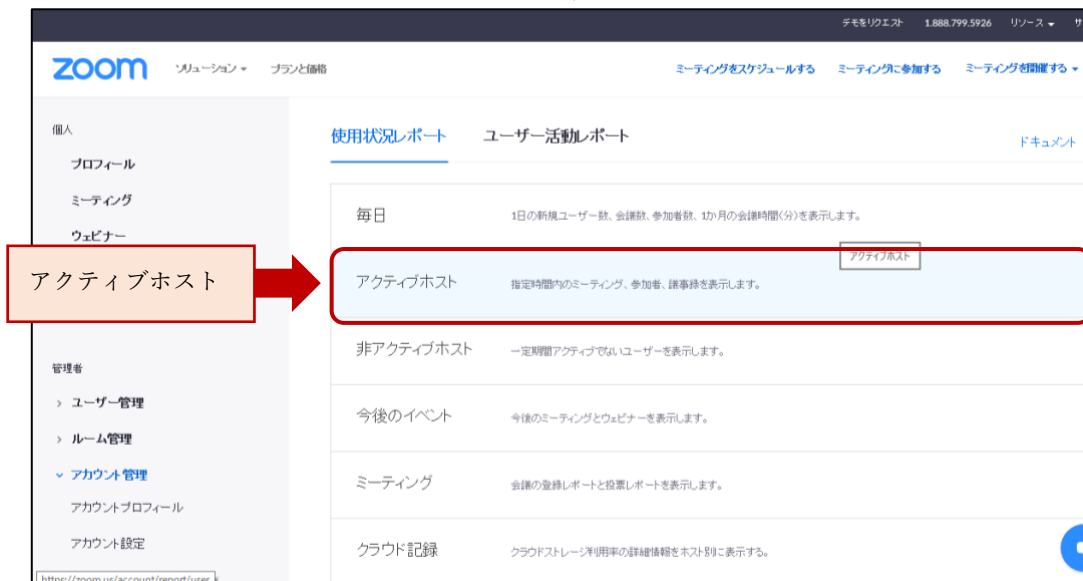 デモをリクエスト 1.888.799.5926 リソース サ
zoom ソリューション プランと価格 ミーティングをスケジュールする ミーティングに参加する ミーティングを開催する
個人
プロフィール
ミーティング
ウェビナー
管理者
ユーザー管理
ルーム管理
アカウント管理
アカウントプロフィール
アカウント設定
https://zoom.us/account/report/user
アクティブホスト
使用状況レポート ユーザー活動レポート ドキュメント
毎日 1日の新規ユーザー数、会議数、参加者数、1か月の会議時間(分)を表示します。
アクティブホスト
アクティブホスト 指定時間内のミーティング、参加者、議事録を表示します。
非アクティブホスト 一定期間アクティブでないユーザーを表示します。
今後のイベント 今後のミーティングとウェビナーを表示します。
ミーティング 会議の登録レポートと投票レポートを表示します。
クラウド記録 クラウドストレージ利用率の詳細情報をホスト別に表示する。